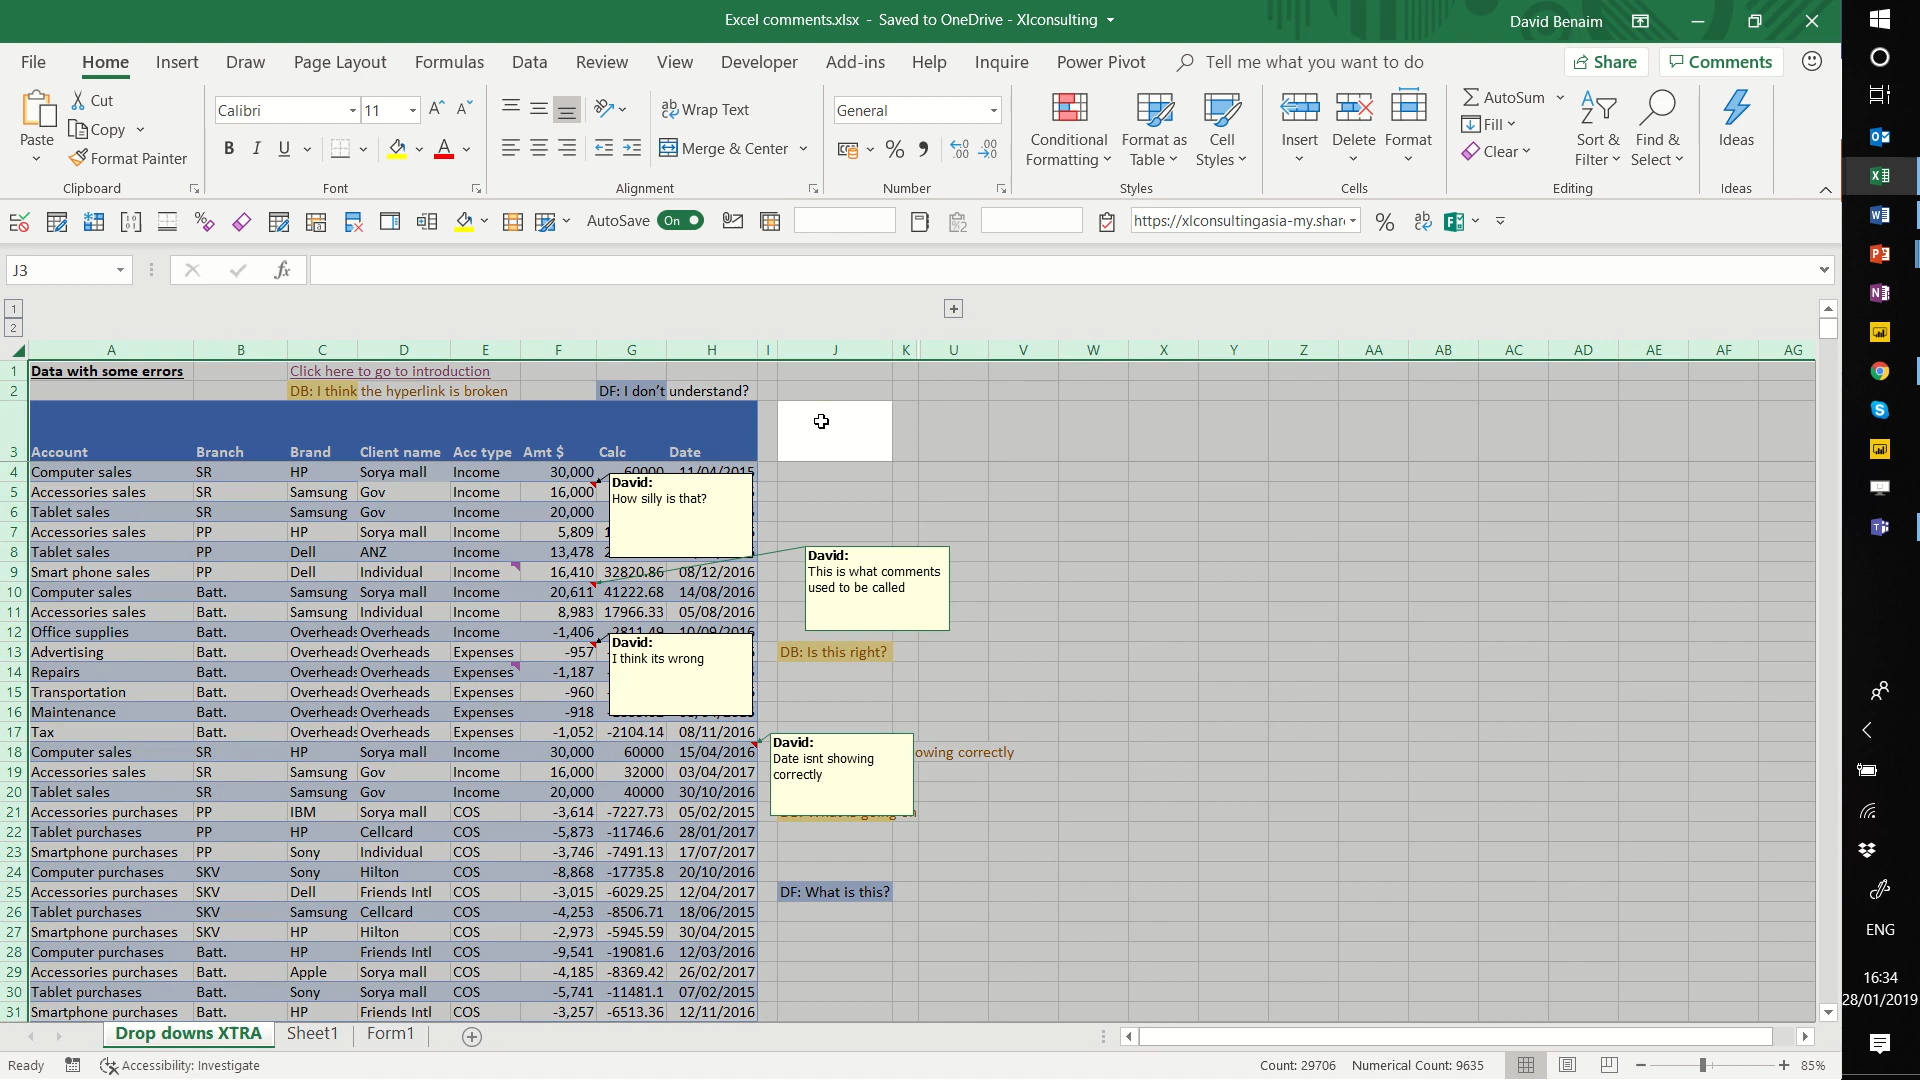 Excel comments.xlsx - Saved to OneDrive - Xlconsulting
David Benaim
File Home Insert Draw Page Layout Formulas Data Review View Developer Add-ins Help Inquire Power Pivot Tell me what you want to do Share Comments
Paste
Cut
Copy
Format Painter
Clipboard
Calibri 11
B I U
Font
Wrap Text
Merge & Center
Alignment
General
Number
Conditional Formatting
Format as Table
Cell Styles
Styles
Insert Delete Format
Cells
AutoSum
Fill
Clear
Sort & Filter
Find & Select
Editing
Ideas
Ideas
AutoSave On https://xlconsultingasia-my.shar
J3
fx
1
2
A B C D E F G H I J K U V W X Y Z AA AB AC AD AE AF AG
1 Data with some errors Click here to go to introduction
2 DB: I think the hyperlink is broken DF: I don't understand?
3 Account Branch Brand Client name Acc type Amt $ Calc Date
4 Computer sales SR HP Sorya mall Income 30,000 60000 11/04/2015
5 Accessories sales SR Samsung Gov Income 16,000
6 Tablet sales SR Samsung Gov Income 20,000
7 Accessories sales PP HP Sorya mall Income 5,809
8 Tablet sales PP Dell ANZ Income 13,478
9 Smart phone sales PP Dell Individual Income 16,410 32820.86 08/12/2016
10 Computer sales Batt. Samsung Sorya mall Income 20,611 41222.68 14/08/2016
11 Accessories sales Batt. Samsung Individual Income 8,983 17966.33 05/08/2016
12 Office supplies Batt. Overheads Overheads Income -1,406 -2811.49 10/09/2016
13 Advertising Batt. Overheads Overheads Expenses -957 DB: Is this right?
14 Repairs Batt. Overheads Overheads Expenses -1,187
15 Transportation Batt. Overheads Overheads Expenses -960
16 Maintenance Batt. Overheads Overheads Expenses -918
17 Tax Batt. Overheads Overheads Expenses -1,052 -2104.14 08/11/2016
18 Computer sales SR HP Sorya mall Income 30,000 60000 15/04/2016 owing correctly
19 Accessories sales SR Samsung Gov Income 16,000 32000 03/04/2017
20 Tablet sales SR Samsung Gov Income 20,000 40000 30/10/2016
21 Accessories purchases PP IBM Sorya mall COS -3,614 -7227.73 05/02/2015
22 Tablet purchases PP HP Cellcard COS -5,873 -11746.6 28/01/2017
23 Smartphone purchases PP Sony Individual COS -3,746 -7491.13 17/07/2017
24 Computer purchases SKV Sony Hilton COS -8,868 -17735.8 20/10/2016
25 Accessories purchases SKV Dell Friends Intl COS -3,015 -6029.25 12/04/2017 DF: What is this?
26 Tablet purchases SKV Samsung Cellcard COS -4,253 -8506.71 18/06/2015
27 Smartphone purchases SKV HP Hilton COS -2,973 -5945.59 30/04/2015
28 Computer purchases Batt. HP Friends Intl COS -9,541 -19081.6 12/03/2016
29 Accessories purchases Batt. Apple Sorya mall COS -4,185 -8369.42 26/02/2017
30 Tablet purchases Batt. Sony Sorya mall COS -5,741 -11481.1 07/02/2015
31 Smartphone purchases Batt. HP Friends Intl COS -3,257 -6513.36 12/11/2016
David:
How silly is that?
David:
This is what comments
used to be called
David:
I think its wrong
David:
Date isnt showing
correctly
Drop downs XTRA Sheet1 Form1
Ready Accessibility: Investigate Count: 29706 Numerical Count: 9635 85%
ENG
16:34
28/01/2019